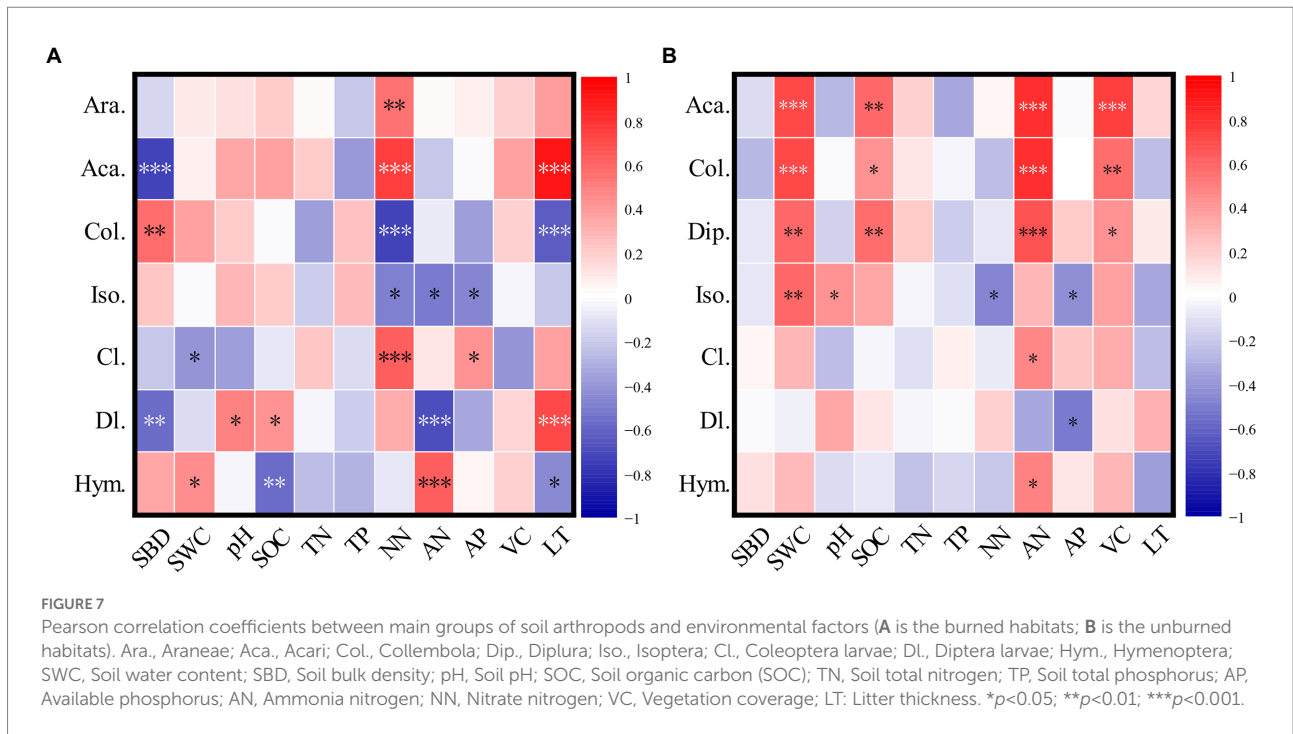 A
B
Ara.
**
Aca.
***
***
***
Col.
**
***
***
Iso.
*
*
*
Cl.
*
***
*
Dl.
**
*
*
***
***
Hym.
*
**
***
*
SBD
SWC
pH
SOC
TN
TP
NN
AN
AP
VC
LT
1
0.8
0.6
0.4
0.2
0
−0.2
−0.4
−0.6
−0.8
−1
Aca.
***
**
***
***
Col.
***
*
***
**
Dip.
**
**
***
*
Iso.
**
*
*
*
Cl.
*
Dl.
*
Hym.
*
SBD
SWC
pH
SOC
TN
TP
NN
AN
AP
VC
LT
1
0.8
0.6
0.4
0.2
0
−0.2
−0.4
−0.6
−0.8
−1
FIGURE 7
Pearson correlation coefficients between main groups of soil arthropods and environmental factors (A is the burned habitats; B is the unburned
habitats). Ara., Araneae; Aca., Acari; Col., Collembola; Dip., Diplura; Iso., Isoptera; Cl., Coleoptera larvae; Dl., Diptera larvae; Hym., Hymenoptera;
SWC, Soil water content; SBD, Soil bulk density; pH, Soil pH; SOC, Soil organic carbon (SOC); TN, Soil total nitrogen; TP, Soil total phosphorus; AP,
Available phosphorus; AN, Ammonia nitrogen; NN, Nitrate nitrogen; VC, Vegetation coverage; LT: Litter thickness. *p<0.05; **p<0.01; ***p<0.001.